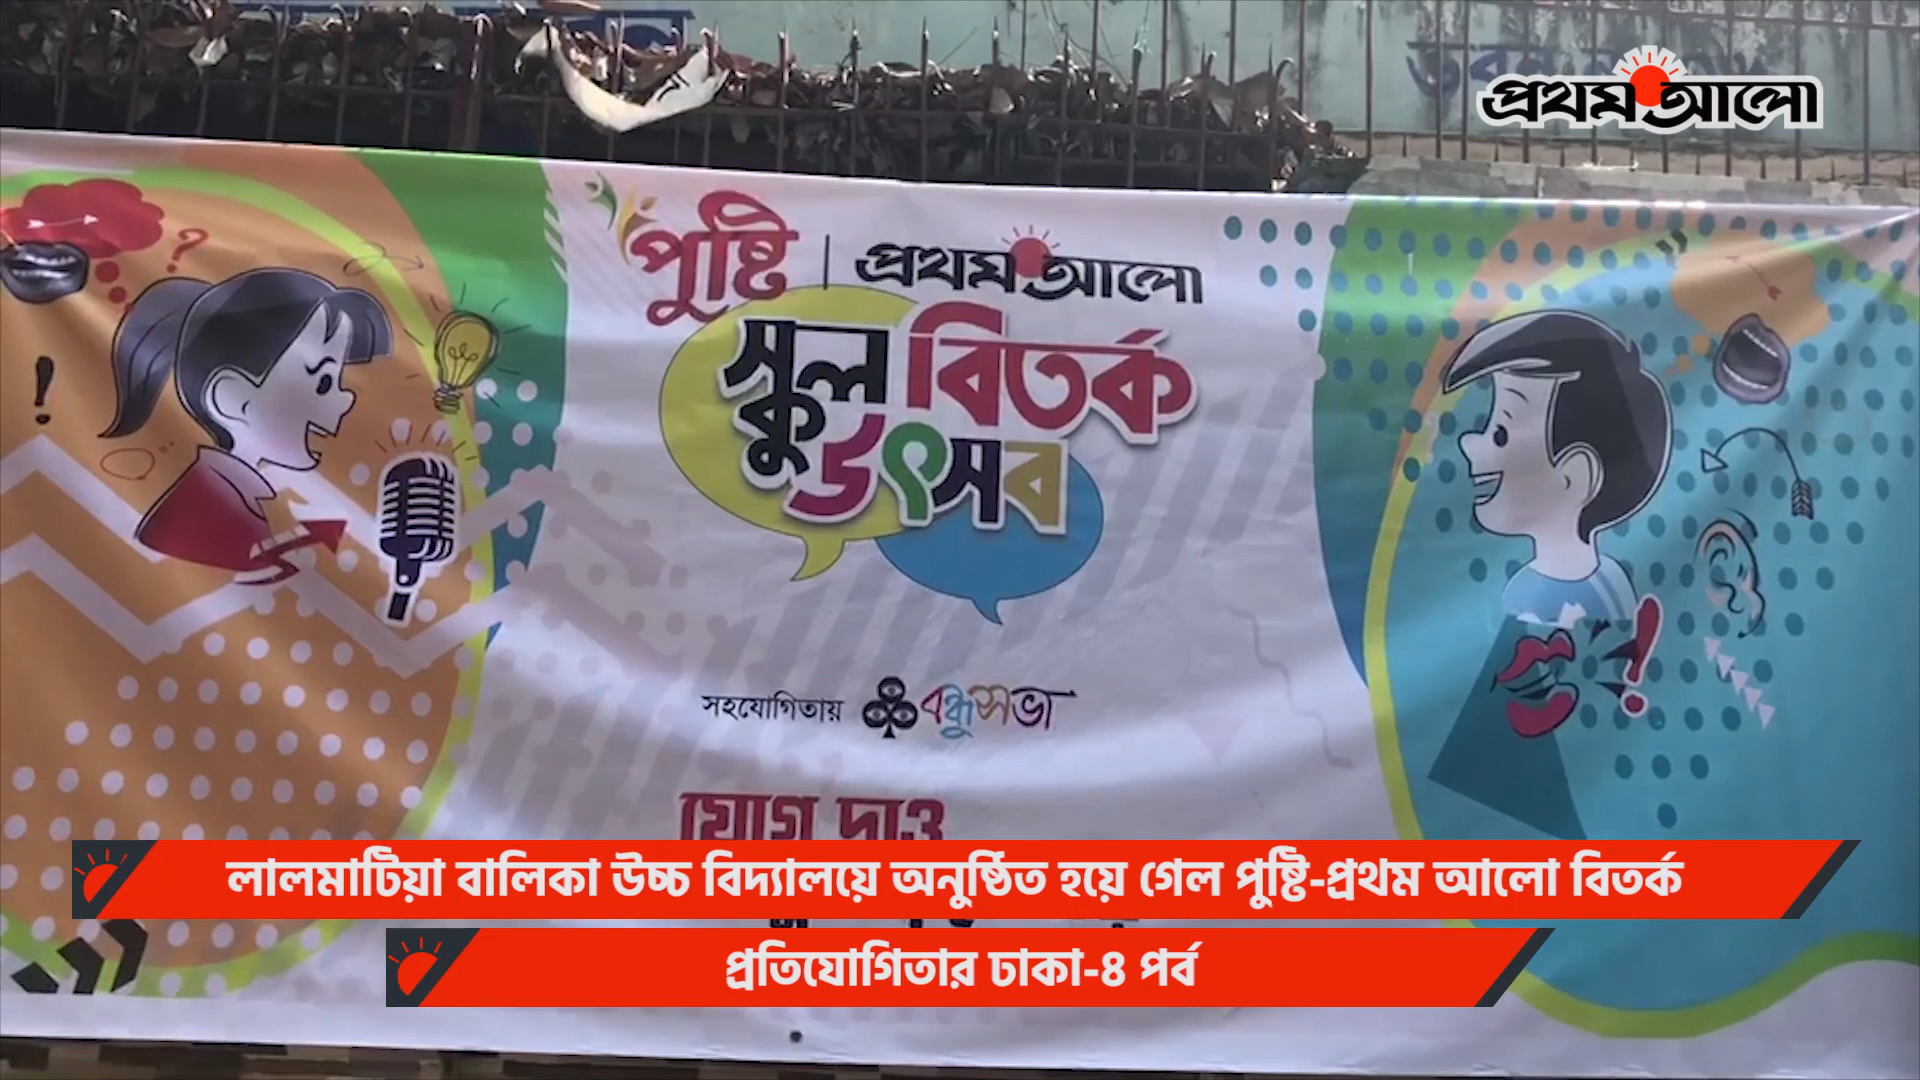 প্রথম আলো
পুষ্টি | প্রথম আলো
স্কুল বিতর্ক
উৎসব
সহযোগিতায় বন্ধুসভা
যোগ দাও
লালমাটিয়া বালিকা উচ্চ বিদ্যালয়ে অনুষ্ঠিত হয়ে গেল পুষ্টি-প্রথম আলো বিতর্ক
প্রতিযোগিতার ঢাকা-৪ পর্ব